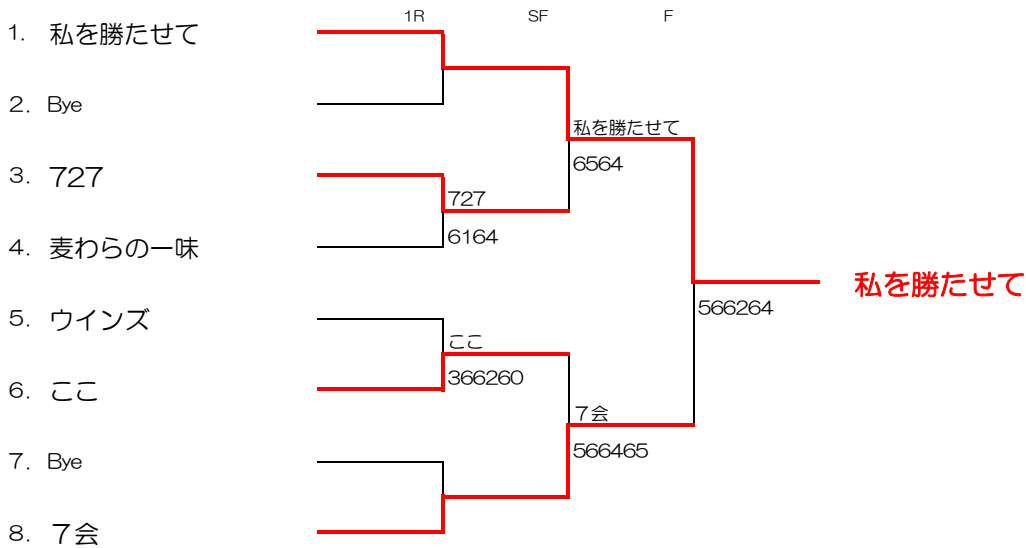 1R SF F
1. 私を勝たせて
2. Bye
私を勝たせて
6564
3. 727
727
6164
4. 麦わらの一味
私を勝たせて
566264
5. ウインズ
ここ
366260
6. ここ
７会
566465
7. Bye
8. ７会